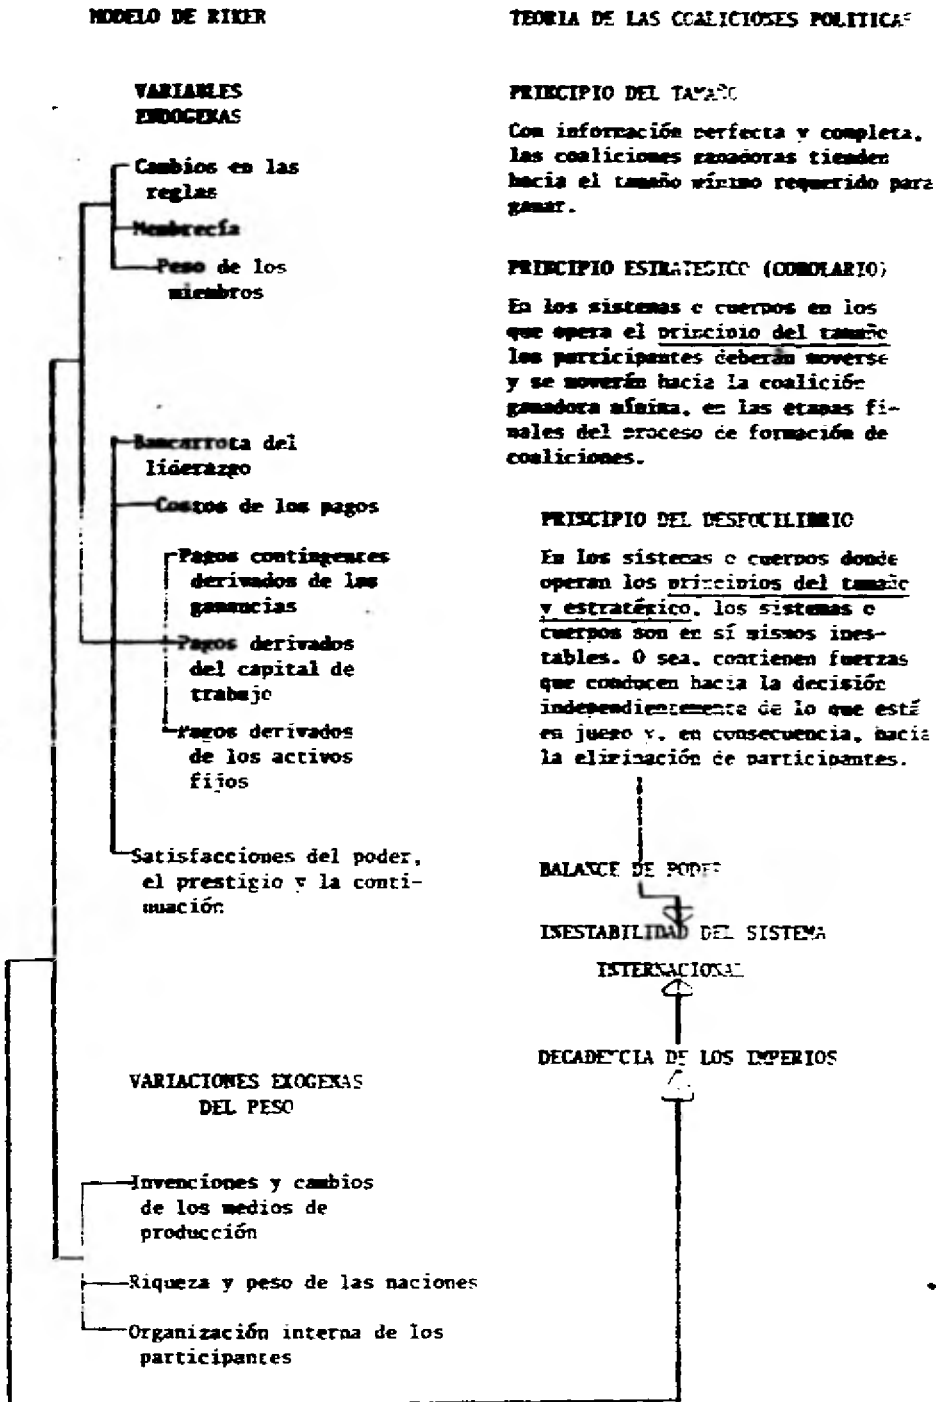 MODELO DE RIKER
TEORIA DE LAS COALICIONES POLITICAS
VARIABLES
ENDOGENAS
Cambios en las
reglas
Membrecía
Peso de los
miembros
Bancarrota del
liderazgo
Costos de los pagos
Pagos contingentes
derivados de las
ganancias
Pagos derivados
del capital de
trabajo
Pagos derivados
de los activos
fijos
Satisfacciones del poder,
el prestigio y la conti-
nuación
VARIACIONES EXOGENAS
DEL PESO
Invenciones y cambios
de los medios de
producción
Riqueza y peso de las naciones
Organización interna de los
participantes
PRINCIPIO DEL TAMAÑO
Con información perfecta y completa,
las coaliciones ganadoras tienden
hacia el tamaño mínimo requerido para
ganar.
PRINCIPIO ESTRATEGICO (COROLARIO)
En los sistemas o cuerpos en los
que opera el principio del tamaño
los participantes deberán moverse
y se moverán hacia la coalición
ganadora mínima, en las etapas fi-
nales del proceso de formación de
coaliciones.
PRINCIPIO DEL DESEQUILIBRIO
En los sistemas o cuerpos donde
operan los principios del tamaño
y estratégico, los sistemas o
cuerpos son en sí mismos ines-
tables. O sea, contienen fuerzas
que conducen hacia la decisión
independientemente de lo que está
en juego y, en consecuencia, hacia
la eliminación de participantes.
BALANCE DE PODER
INESTABILIDAD DEL SISTEMA
INTERNACIONAL
DECADENCIA DE LOS IMPERIOS